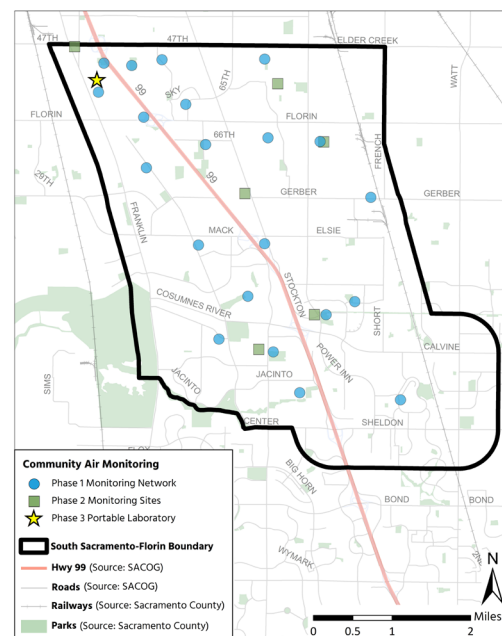 47TH
47TH
ELDER CREEK
WATT
99
SKY
65TH
FLORIN
FLORIN
66TH
FRENCH
29TH
99
GERBER
GERBER
FRANKLIN
MACK
ELSIE
STOCKTON
COSUMNES RIVER
SHORT
POWER INN
CALVINE
SIMS
JACINTO
JACINTO
CENTER
SHELDON
BIG HORN
BOND
BOND
WYMARK
Community Air Monitoring
Phase 1 Monitoring Network
Phase 2 Monitoring Sites
Phase 3 Portable Laboratory
South Sacramento-Florin Boundary
Hwy 99 (Source: SACOG)
Roads (Source: SACOG)
Railways (Source: Sacramento County)
Parks (Source: Sacramento County)
N
Miles
0 0.5 1 2